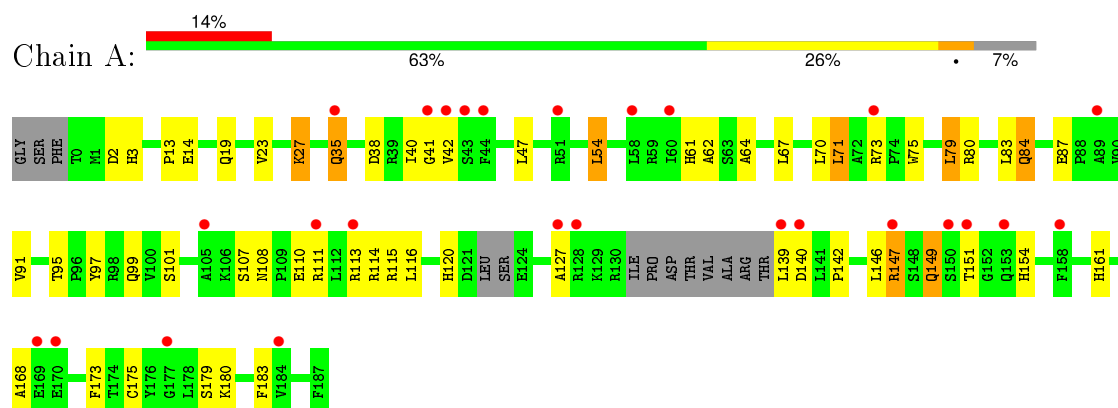 14%
Chain A:
63% 26% • 7%
GLY SER PHE T0 M1 D2 H3 P13 E14 Q19 V23 K27 Q35 D38 R39 I40 G41 V42 S43 F44 L47 R51 L54 L58 R59 I60 H61 A62 S63 A64 L67 L70 L71 A72 R73 P74 W75 L79 R80 L83 Q84 E87 P88 A89 V90
V91 T95 P96 Y97 R98 Q99 V100 S101 A105 K106 S107 N108 P109 E110 R111 L112 R113 R114 R115 L116 H120 D121 LEU SER E124 A127 R128 K129 R130 ILE PRO ASP THR VAL ALA ARG THR L139 D140 L141 P142 L146 R147 S148 Q149 S150 T151 G152 Q153 H154 F158 H161
A168 E169 E170 F173 T174 C175 Y176 G177 L178 S179 K180 F183 V184 F187